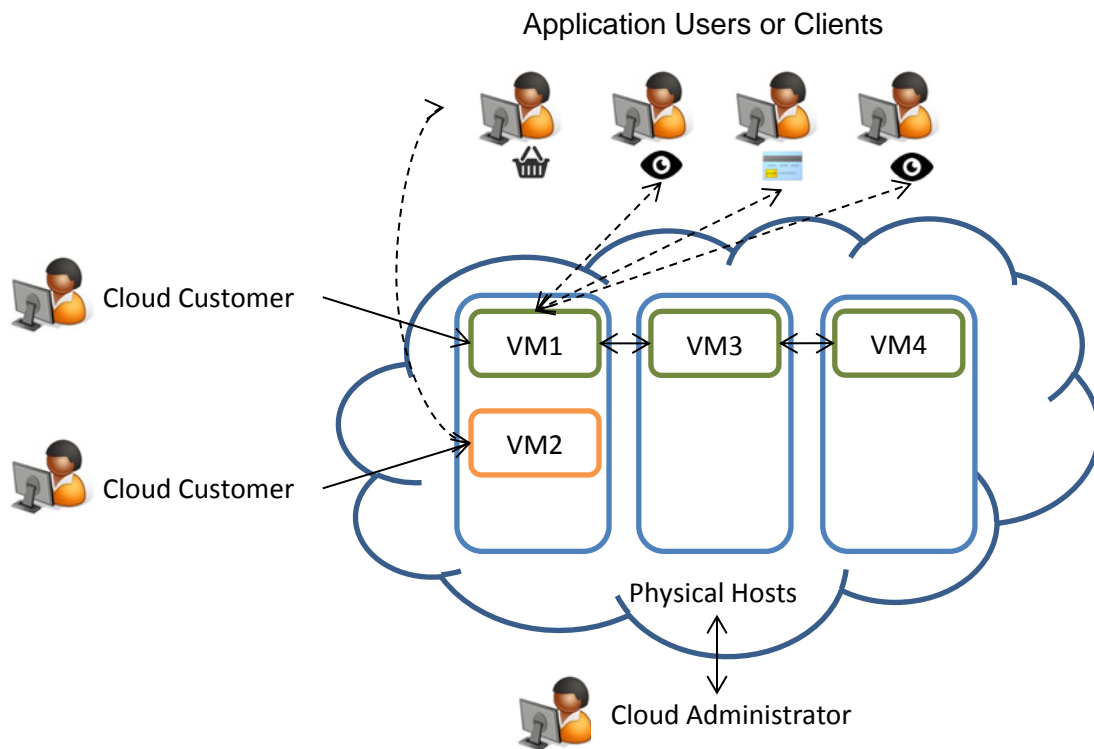 Application Users or Clients
Cloud Customer
VM1
VM3
VM4
Cloud Customer
VM2
Physical Hosts
Cloud Administrator